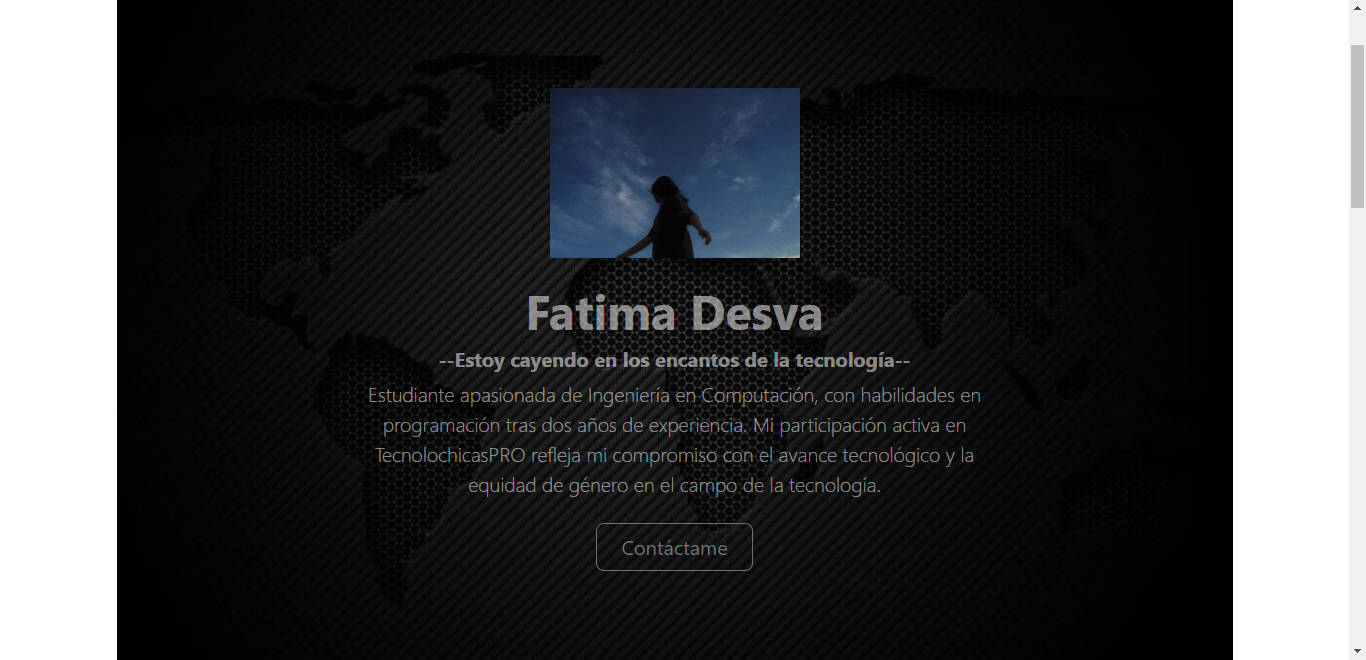 Fatima Desva
--Estoy cayendo en los encantos de la tecnología--
Estudiante apasionada de Ingeniería en Computación, con habilidades en
programación tras dos años de experiencia. Mi participación activa en
TecnolochicasPRO refleja mi compromiso con el avance tecnológico y la
equidad de género en el campo de la tecnología.
Contáctame